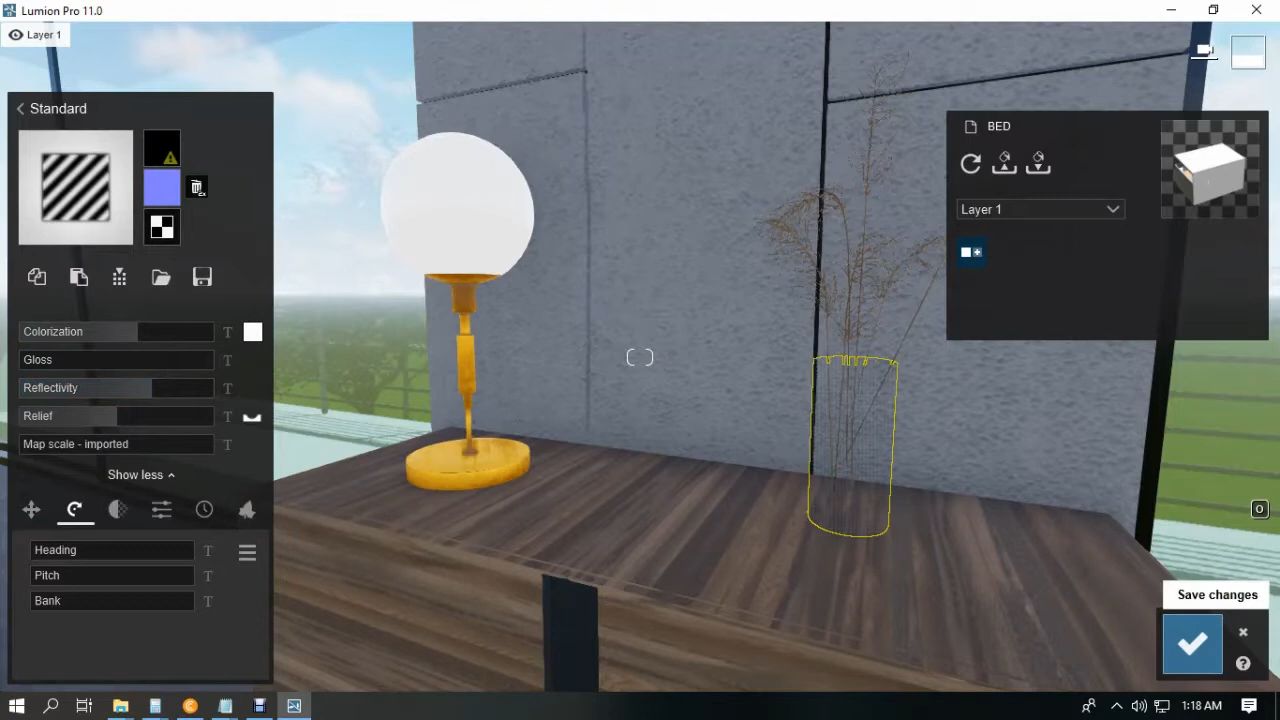 Lumion Pro 11.0
Layer 1
Standard
BED
Layer 1
Colorization
T
Gloss
T
Reflectivity
T
Relief
T
Map scale - imported
T
Show less
Heading
T
Pitch
T
Bank
T
O
Save changes
1:18 AM